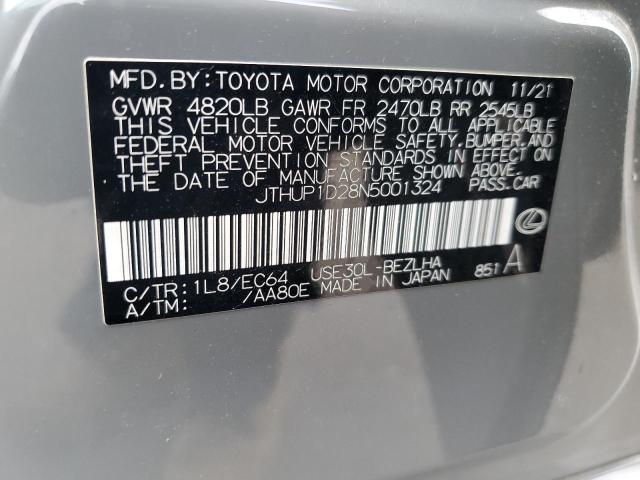 MFD. BY: TOYOTA MOTOR CORPORATION 11/21
GVWR 4820LB GAWR FR 2470LB RR 2545LB
THIS VEHICLE CONFORMS TO ALL APPLICABLE
FEDERAL MOTOR VEHICLE SAFETY, BUMPER, AND
THEFT PREVENTION STANDARDS IN EFFECT ON
THE DATE OF MANUFACTURE SHOWN ABOVE.
JTHUP1D28N5001324 PASS. CAR
C/TR: 1L8/EC64 USE30L-BEZLHA 851 A
A/TM: /AA80E MADE IN JAPAN